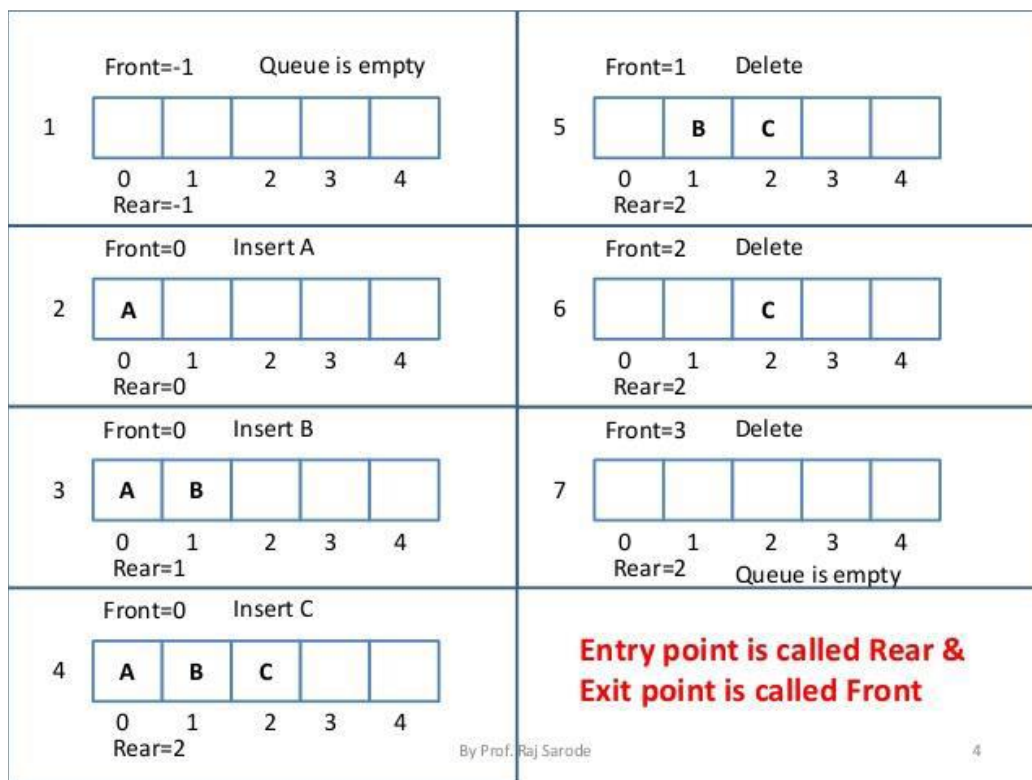 Front=-1 Queue is empty
1
0 1 2 3 4
Rear=-1
Front=0 Insert A
2 A
0 1 2 3 4
Rear=0
Front=0 Insert B
3 A B
0 1 2 3 4
Rear=1
Front=0 Insert C
4 A B C
0 1 2 3 4
Rear=2
Front=1 Delete
5 B C
0 1 2 3 4
Rear=2
Front=2 Delete
6 C
0 1 2 3 4
Rear=2
Front=3 Delete
7
0 1 2 3 4
Rear=2 Queue is empty
Entry point is called Rear &
Exit point is called Front
By Prof. Raj Sarode 4